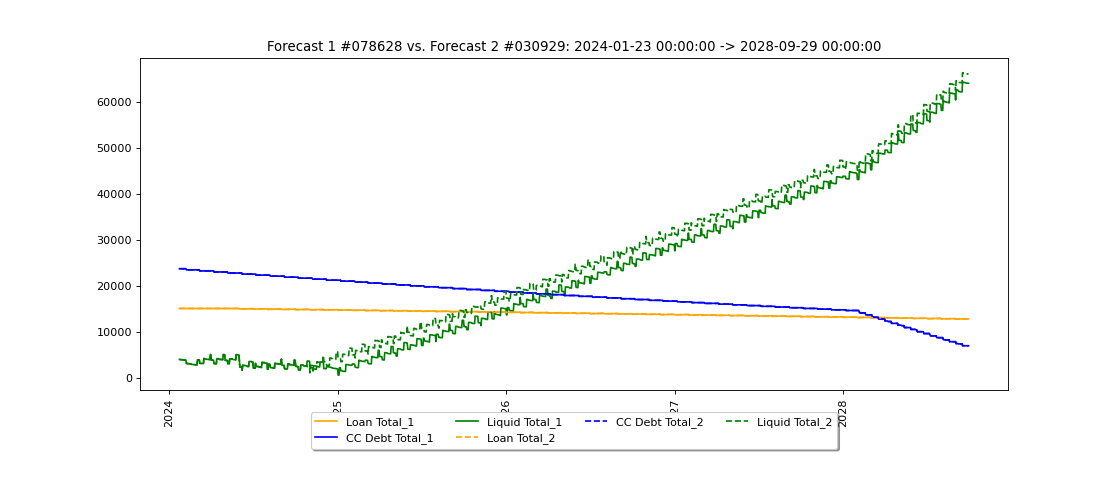 Forecast 1 #078628 vs. Forecast 2 #030929: 2024-01-23 00:00:00 -> 2028-09-29 00:00:00
60000
50000
40000
30000
20000
10000
0
2024
25
26
27
2028
Loan Total_1
Liquid Total_1
CC Debt Total_2
Liquid Total_2
CC Debt Total_1
Loan Total_2